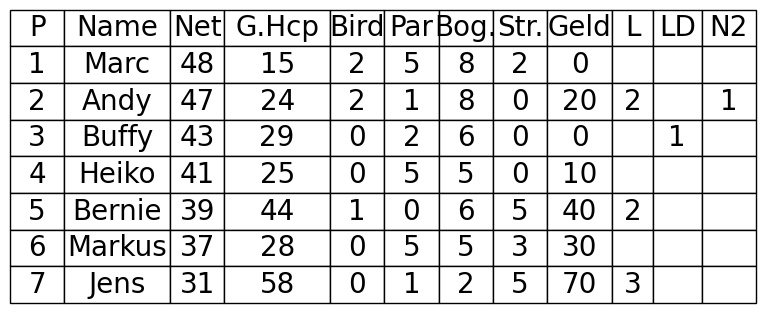 P Name Net G.Hcp Bird Par Bog. Str. Geld L LD N2
1 Marc 48 15 2 5 8 2 0
2 Andy 47 24 2 1 8 0 20 2 1
3 Buffy 43 29 0 2 6 0 0 1
4 Heiko 41 25 0 5 5 0 10
5 Bernie 39 44 1 0 6 5 40 2
6 Markus 37 28 0 5 5 3 30
7 Jens 31 58 0 1 2 5 70 3